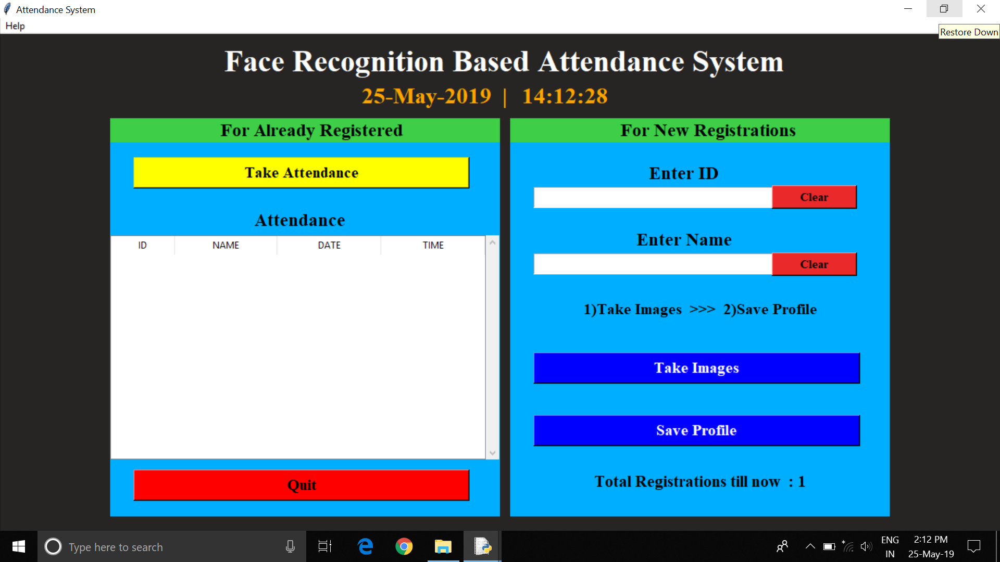 Attendance System
Help
Restore Down
Face Recognition Based Attendance System
25-May-2019 | 14:12:28
For Already Registered
Take Attendance
Attendance
ID NAME DATE TIME
Quit
For New Registrations
Enter ID
Clear
Enter Name
Clear
1)Take Images >>> 2)Save Profile
Take Images
Save Profile
Total Registrations till now : 1
Type here to search
ENG
IN
2:12 PM
25-May-19